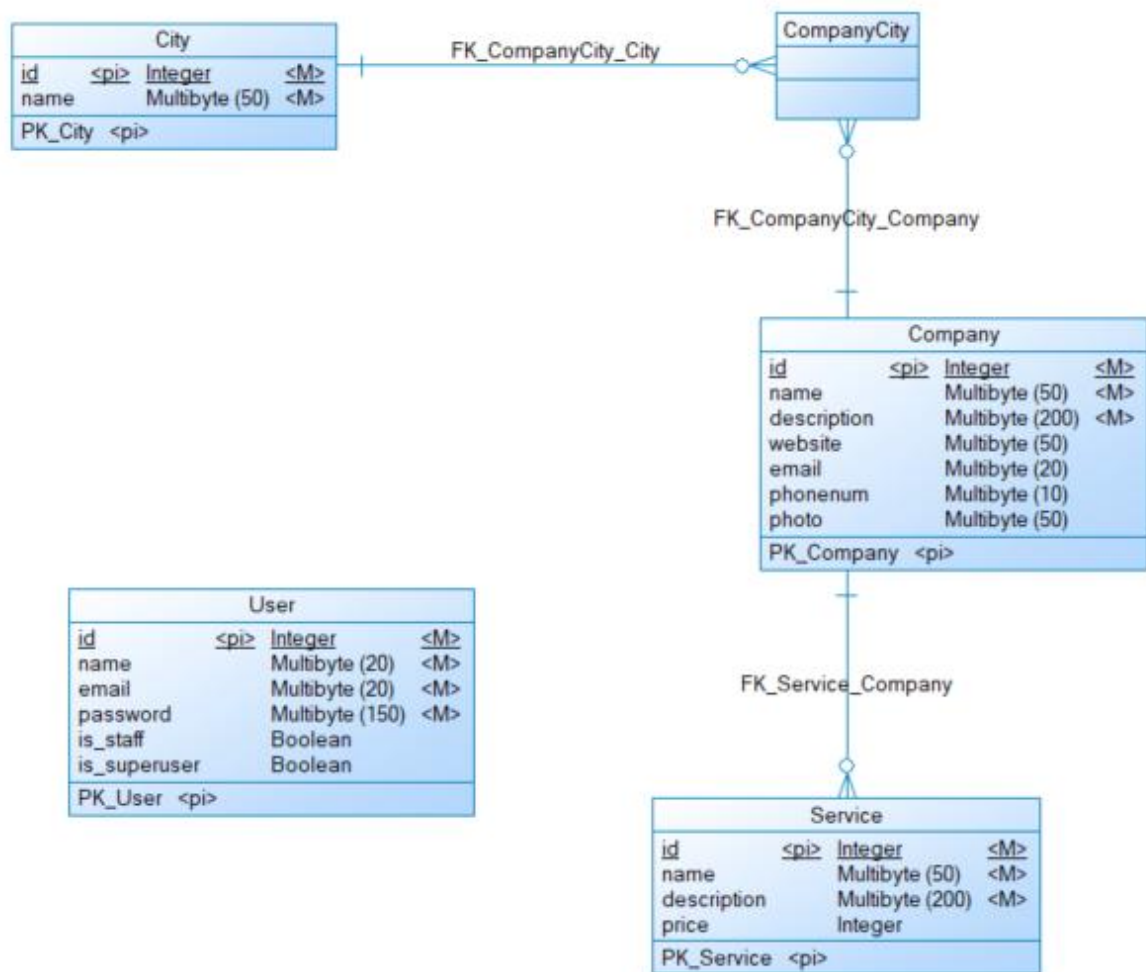 City
id <pi> Integer <M>
name Multibyte (50) <M>
PK_City <pi>
FK_CompanyCity_City
CompanyCity
FK_CompanyCity_Company
Company
id <pi> Integer <M>
name Multibyte (50) <M>
description Multibyte (200) <M>
website Multibyte (50)
email Multibyte (20)
phonenum Multibyte (10)
photo Multibyte (50)
PK_Company <pi>
User
id <pi> Integer <M>
name Multibyte (20) <M>
email Multibyte (20) <M>
password Multibyte (150) <M>
is_staff Boolean
is_superuser Boolean
PK_User <pi>
FK_Service_Company
Service
id <pi> Integer <M>
name Multibyte (50) <M>
description Multibyte (200) <M>
price Integer
PK_Service <pi>